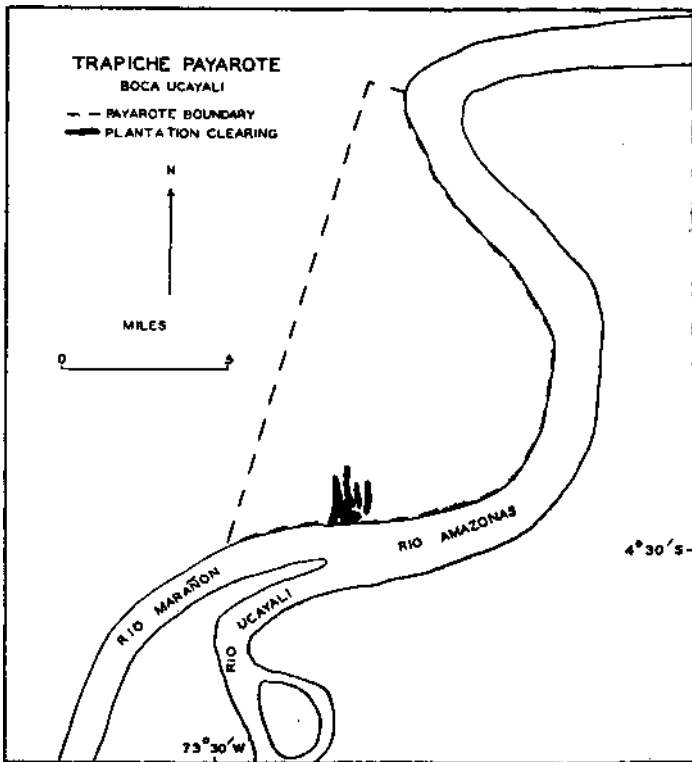 TRAPICHE PAYAROTE
BOCA UCAYALI
PAYAROTE BOUNDARY
PLANTATION CLEARING
N
MILES
0 5
RIO AMAZONAS
4°30′S
RIO MARAÑON
RIO UCAYALI
73°30′W